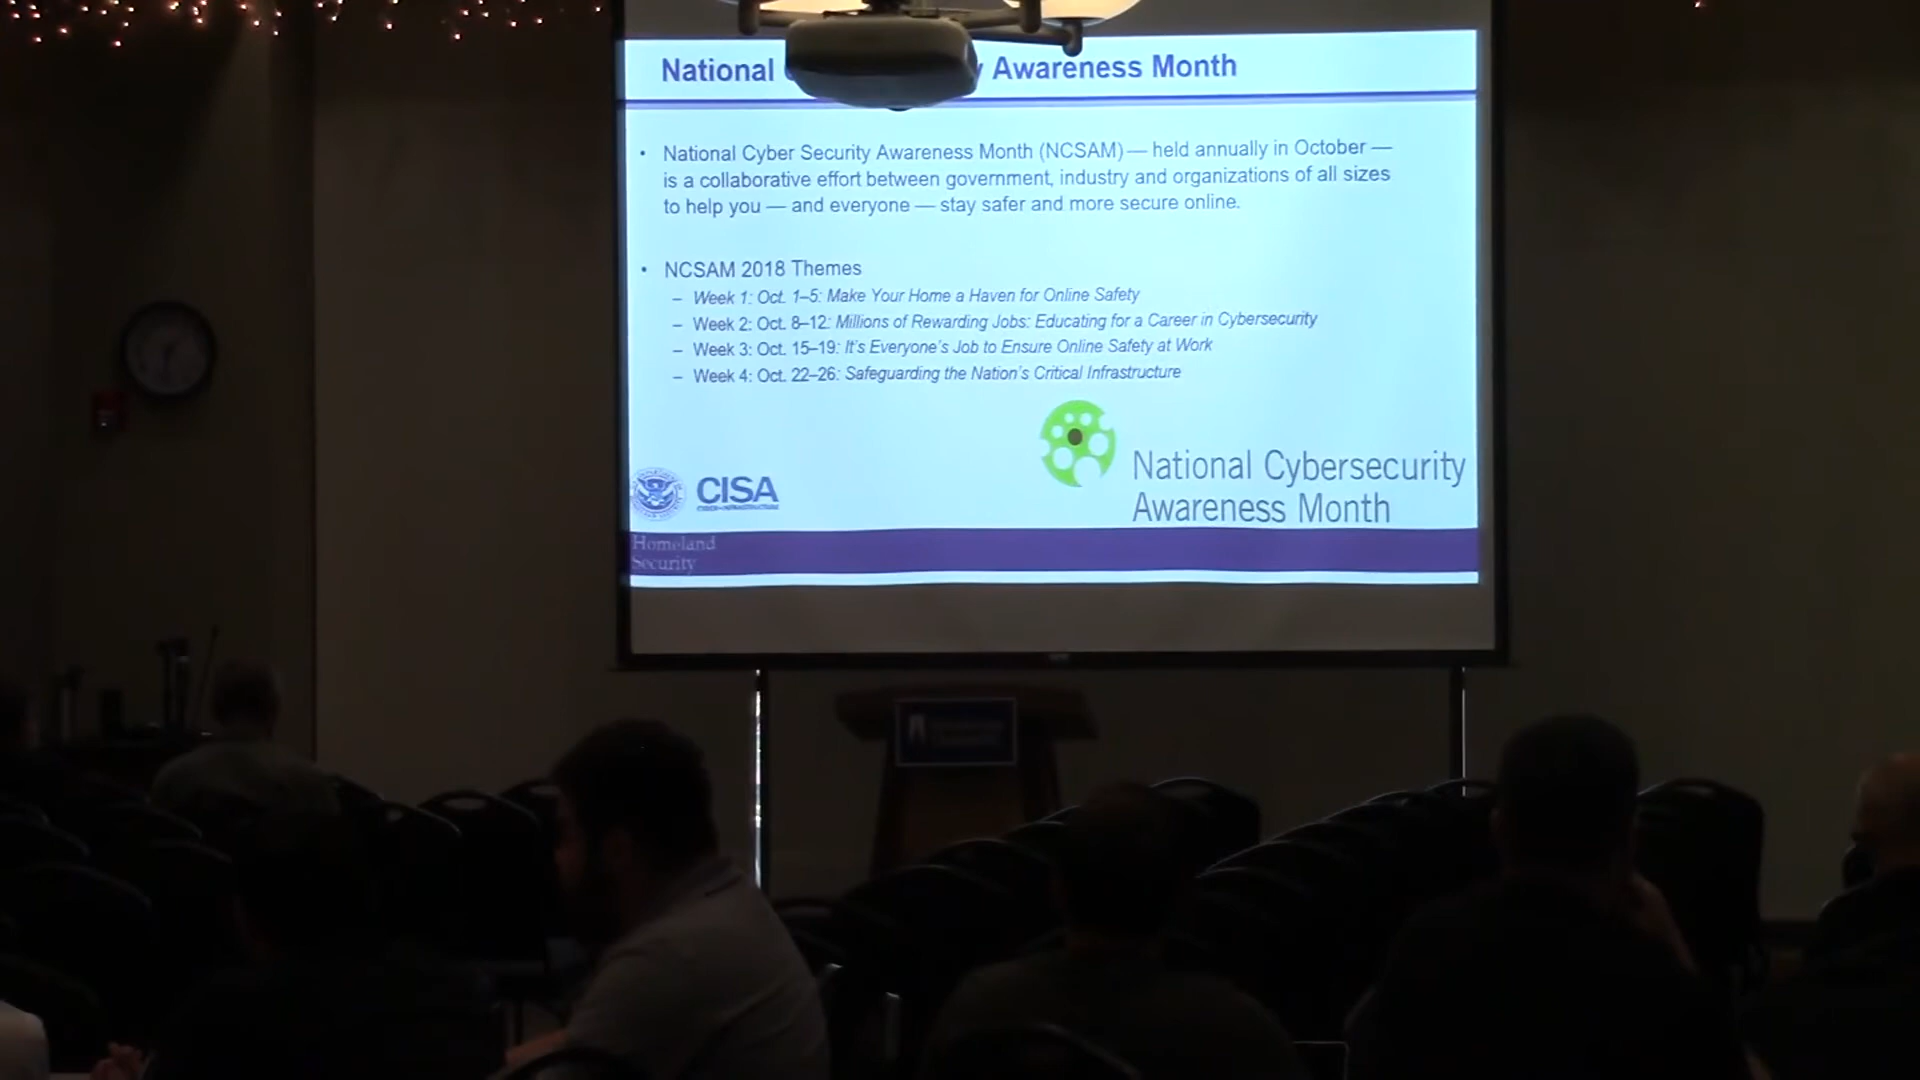 National y Awareness Month
• National Cyber Security Awareness Month (NCSAM) — held annually in October —
is a collaborative effort between government, industry and organizations of all sizes
to help you — and everyone — stay safer and more secure online.
• NCSAM 2018 Themes
– Week 1: Oct. 1–5: Make Your Home a Haven for Online Safety
– Week 2: Oct. 8–12: Millions of Rewarding Jobs: Educating for a Career in Cybersecurity
– Week 3: Oct. 15–19: It's Everyone's Job to Ensure Online Safety at Work
– Week 4: Oct. 22–26: Safeguarding the Nation's Critical Infrastructure
National Cybersecurity
Awareness Month
CISA
CYBER+INFRASTRUCTURE
Homeland
Security